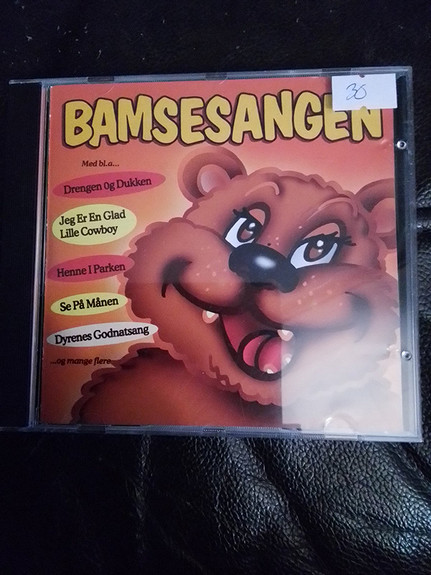 30
BAMSESANGEN
Med bl.a...
Drengen Og Dukken
Jeg Er En Glad
Lille Cowboy
Henne I Parken
Se På Månen
Dyrenes Godnatsang
...og mange flere...